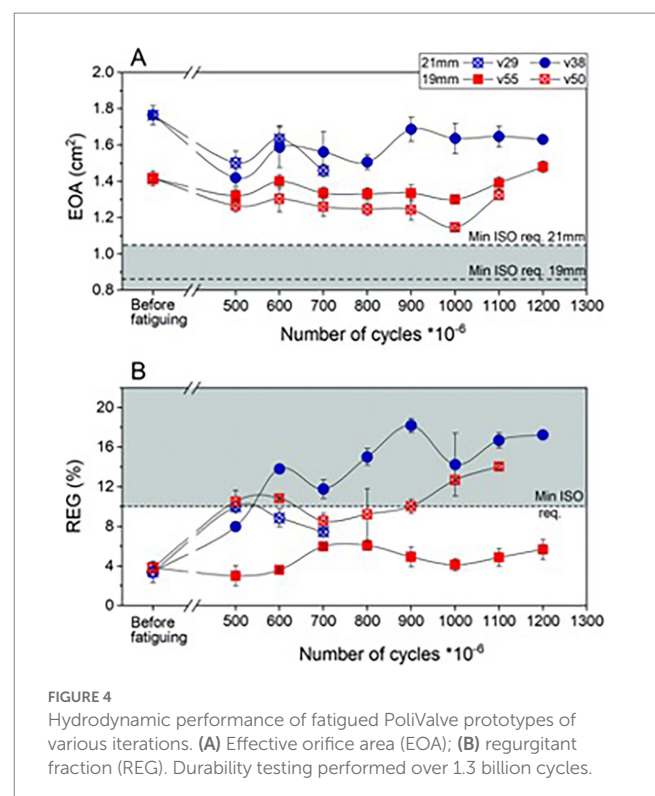 A
21mm v29 v38
19mm v55 v50
2.0
1.8
1.6
1.4
1.2
1.0
0.8
EOA (cm²)
Min ISO req. 21mm
Min ISO req. 19mm
Before
fatiguing
500 600 700 800 900 1000 1100 1200 1300
Number of cycles *10⁻⁶
B
20
16
12
8
4
0
REG (%)
Min ISO
req.
Before
fatiguing
500 600 700 800 900 1000 1100 1200 1300
Number of cycles *10⁻⁶
FIGURE 4
Hydrodynamic performance of fatigued PoliValve prototypes of
various iterations. (A) Effective orifice area (EOA); (B) regurgitant
fraction (REG). Durability testing performed over 1.3 billion cycles.